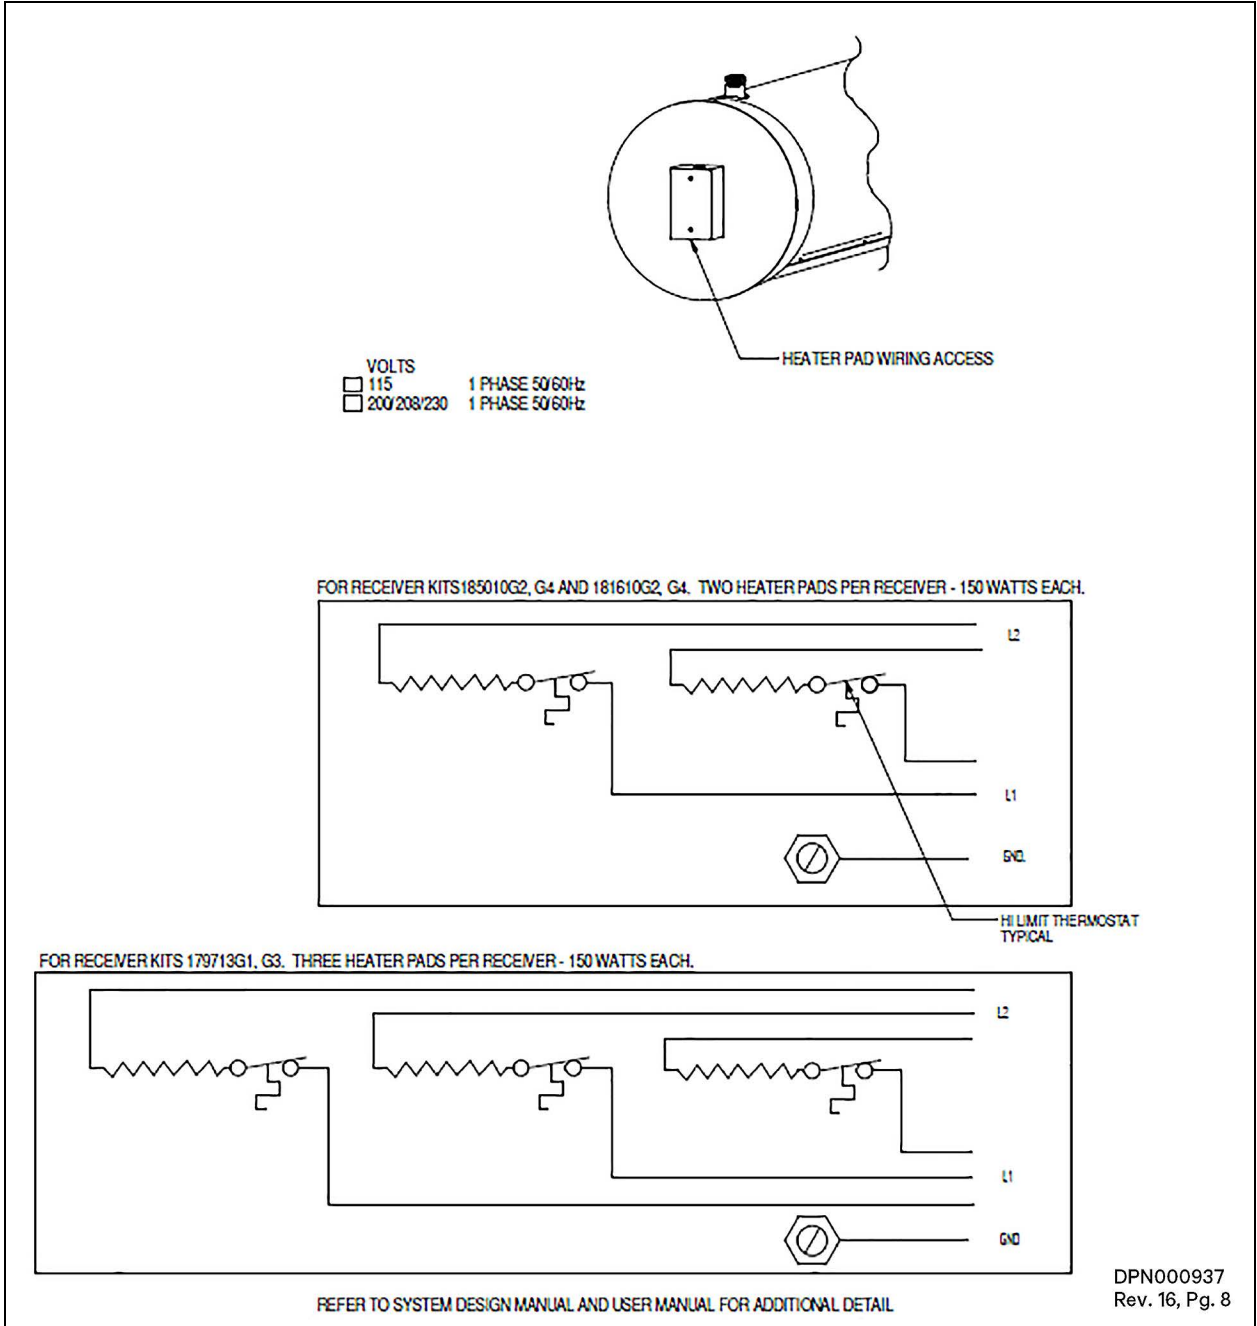 HEATER PAD WIRING ACCESS
VOLTS
115 1 PHASE 50/60Hz
200/208/230 1 PHASE 50/60Hz
FOR RECEIVER KITS185010G2, G4 AND 181610G2, G4. TWO HEATER PADS PER RECEIVER - 150 WATTS EACH.
L2
L1
GND.
HI LIMIT THERMOSTAT
TYPICAL
FOR RECEIVER KITS 179713G1, G3. THREE HEATER PADS PER RECEIVER - 150 WATTS EACH.
L2
L1
GND
DPN000937
Rev. 16, Pg. 8
REFER TO SYSTEM DESIGN MANUAL AND USER MANUAL FOR ADDITIONAL DETAIL